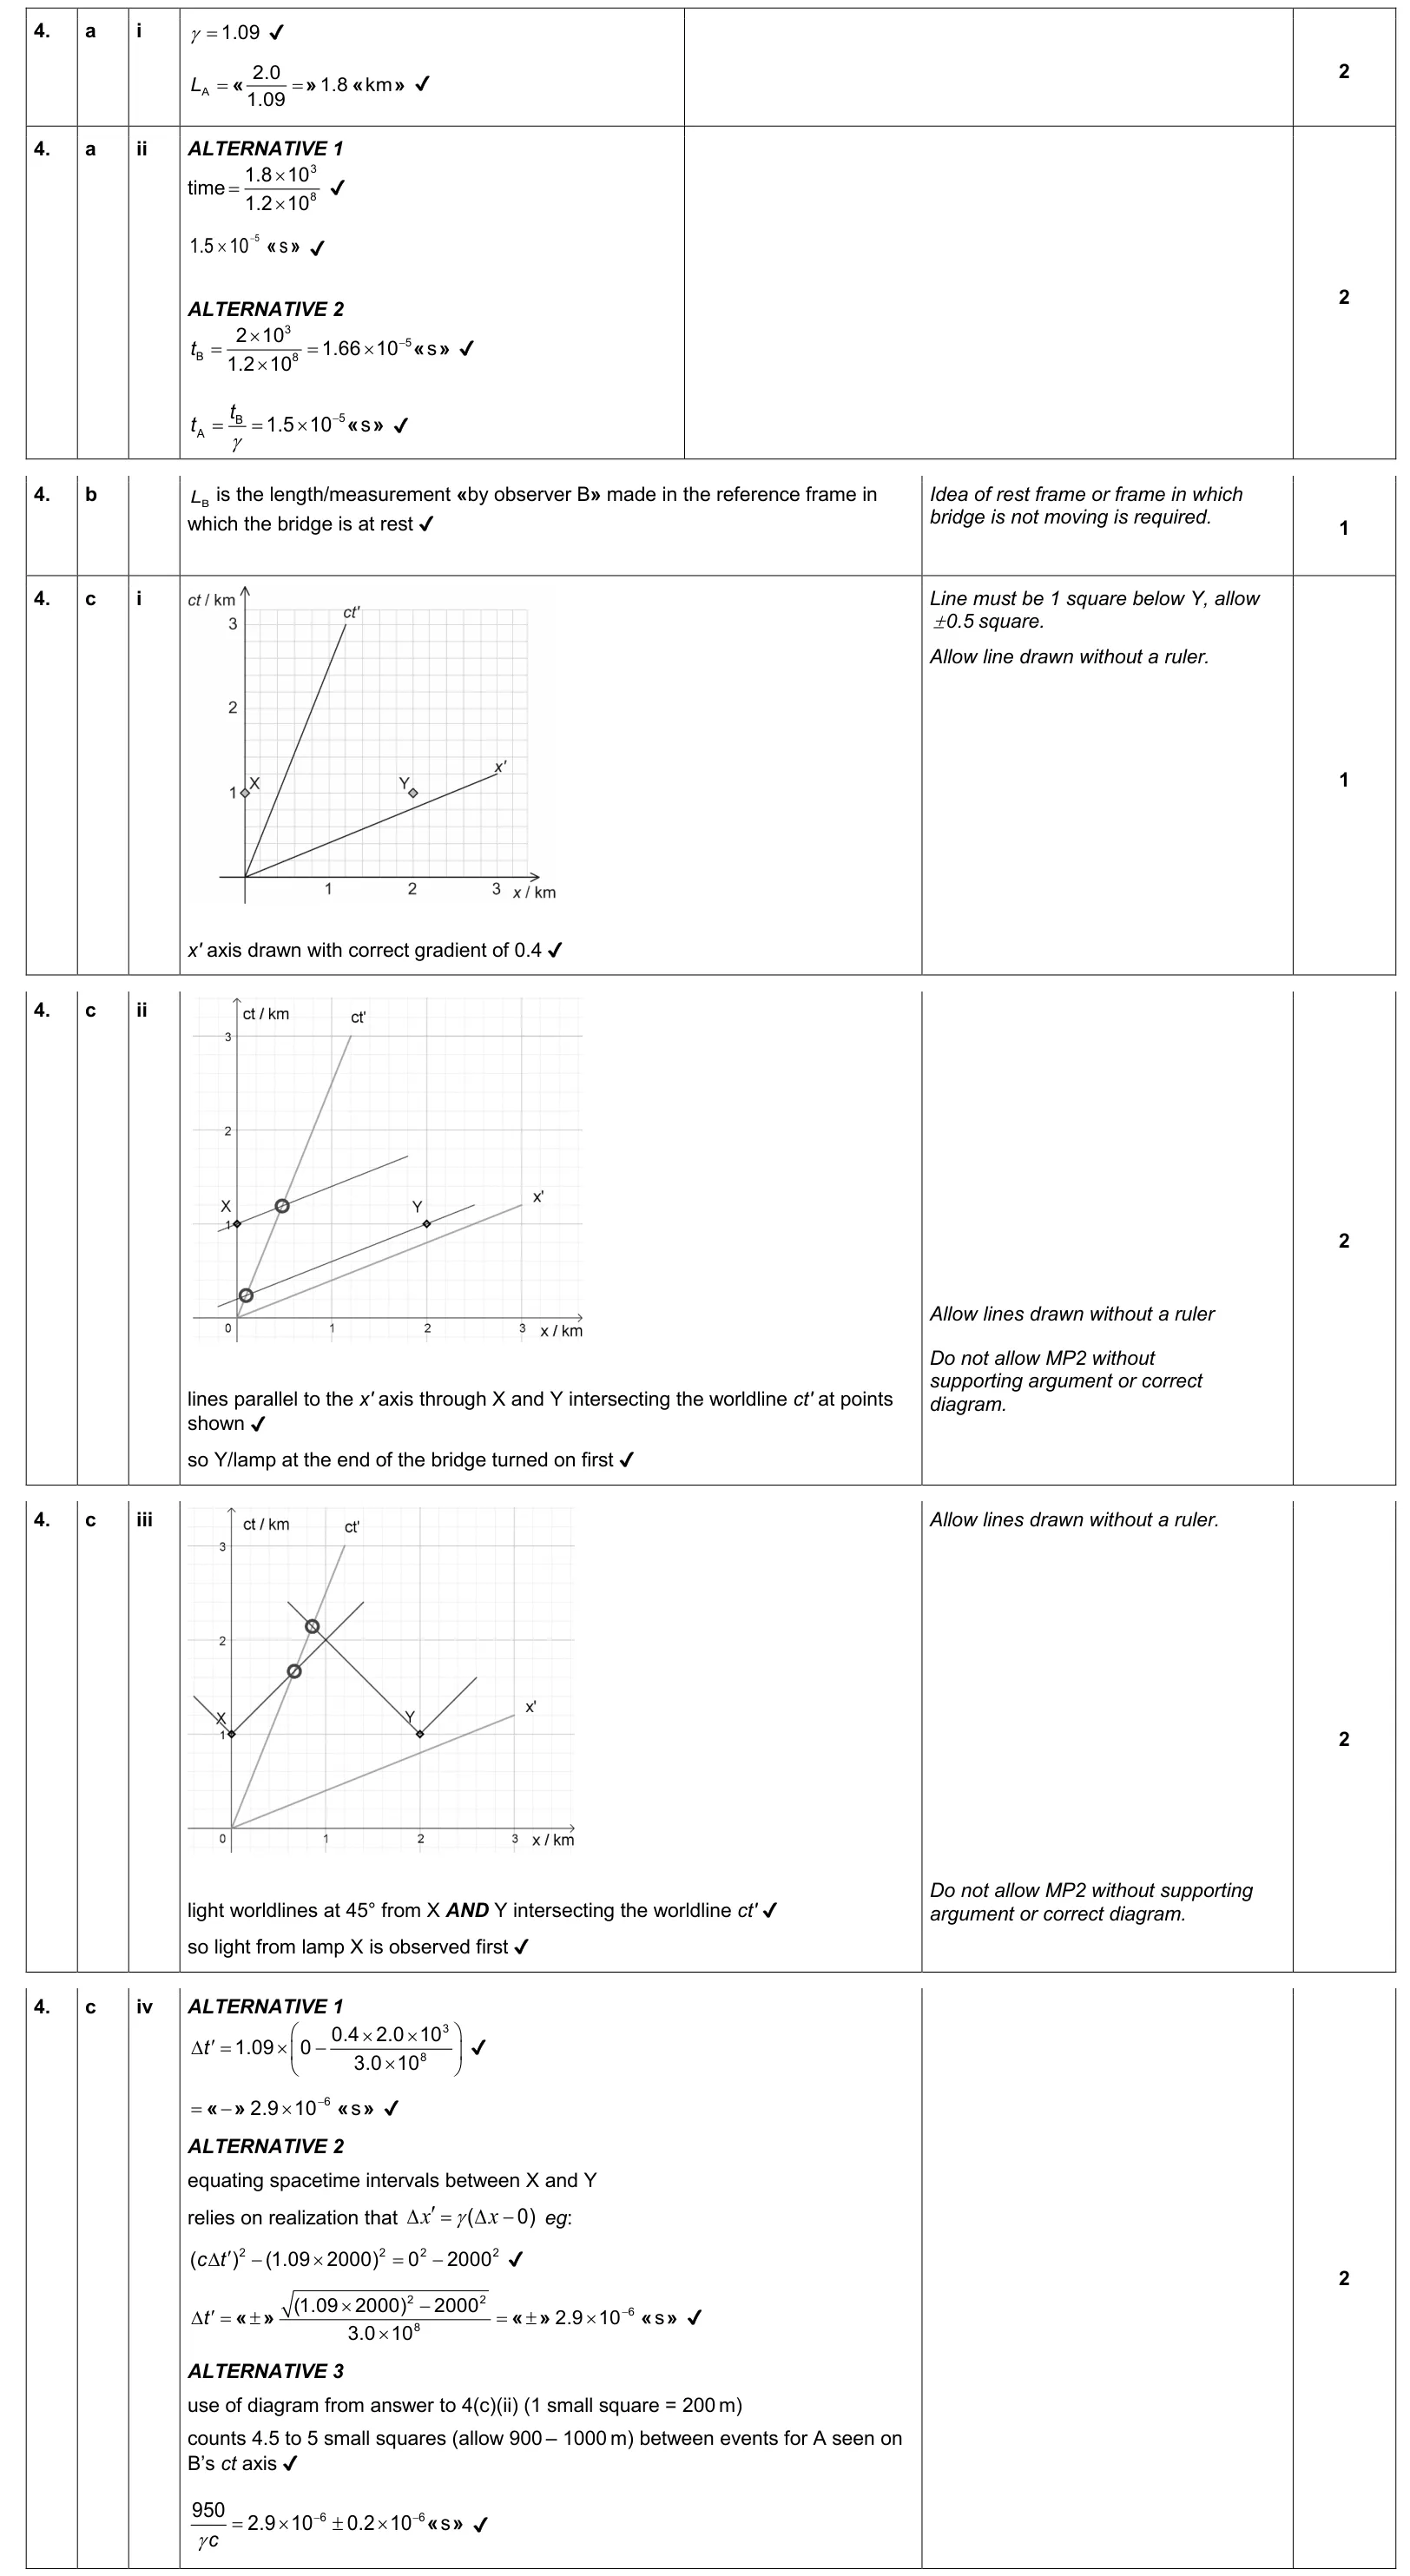 4. a i γ = 1.09 ✔ 2
L_A = « 2.0/1.09 = » 1.8 «km» ✔
4. a ii ALTERNATIVE 1 2
time = 1.8×10³/1.2×10⁸ ✔
1.5×10⁻⁵ «s» ✔
ALTERNATIVE 2
t_B = 2×10³/1.2×10⁸ = 1.66×10⁻⁵ «s» ✔
t_A = t_B/γ = 1.5×10⁻⁵ «s» ✔
4. b L_B is the length/measurement «by observer B» made in the reference frame in
which the bridge is at rest ✔
Idea of rest frame or frame in which
bridge is not moving is required.
1
4. c i
ct / km
ct'
3
2
1
X
Y
x'
1 2 3 x / km
x' axis drawn with correct gradient of 0.4 ✔
Line must be 1 square below Y, allow
±0.5 square.
Allow line drawn without a ruler.
1
4. c ii
ct / km
ct'
3
2
X
1
Y
x'
0 1 2 3 x / km
lines parallel to the x' axis through X and Y intersecting the worldline ct' at points
shown ✔
so Y/lamp at the end of the bridge turned on first ✔
Allow lines drawn without a ruler
Do not allow MP2 without
supporting argument or correct
diagram.
2
4. c iii
ct / km
ct'
3
2
X
1
Y
x'
0 1 2 3 x / km
light worldlines at 45° from X AND Y intersecting the worldline ct' ✔
so light from lamp X is observed first ✔
Allow lines drawn without a ruler.
Do not allow MP2 without supporting
argument or correct diagram.
2
4. c iv ALTERNATIVE 1
Δt' = 1.09 × (0 − 0.4×2.0×10³/3.0×10⁸) ✔
= «−» 2.9×10⁻⁶ «s» ✔
ALTERNATIVE 2
equating spacetime intervals between X and Y
relies on realization that Δx' = γ(Δx − 0) eg:
(cΔt')² − (1.09×2000)² = 0² − 2000² ✔
Δt' = «±» √((1.09×2000)² − 2000²)/3.0×10⁸ = «±» 2.9×10⁻⁶ «s» ✔
ALTERNATIVE 3
use of diagram from answer to 4(c)(ii) (1 small square = 200 m)
counts 4.5 to 5 small squares (allow 900 – 1000 m) between events for A seen on
B's ct axis ✔
950/γc = 2.9×10⁻⁶ ± 0.2×10⁻⁶ «s» ✔
2